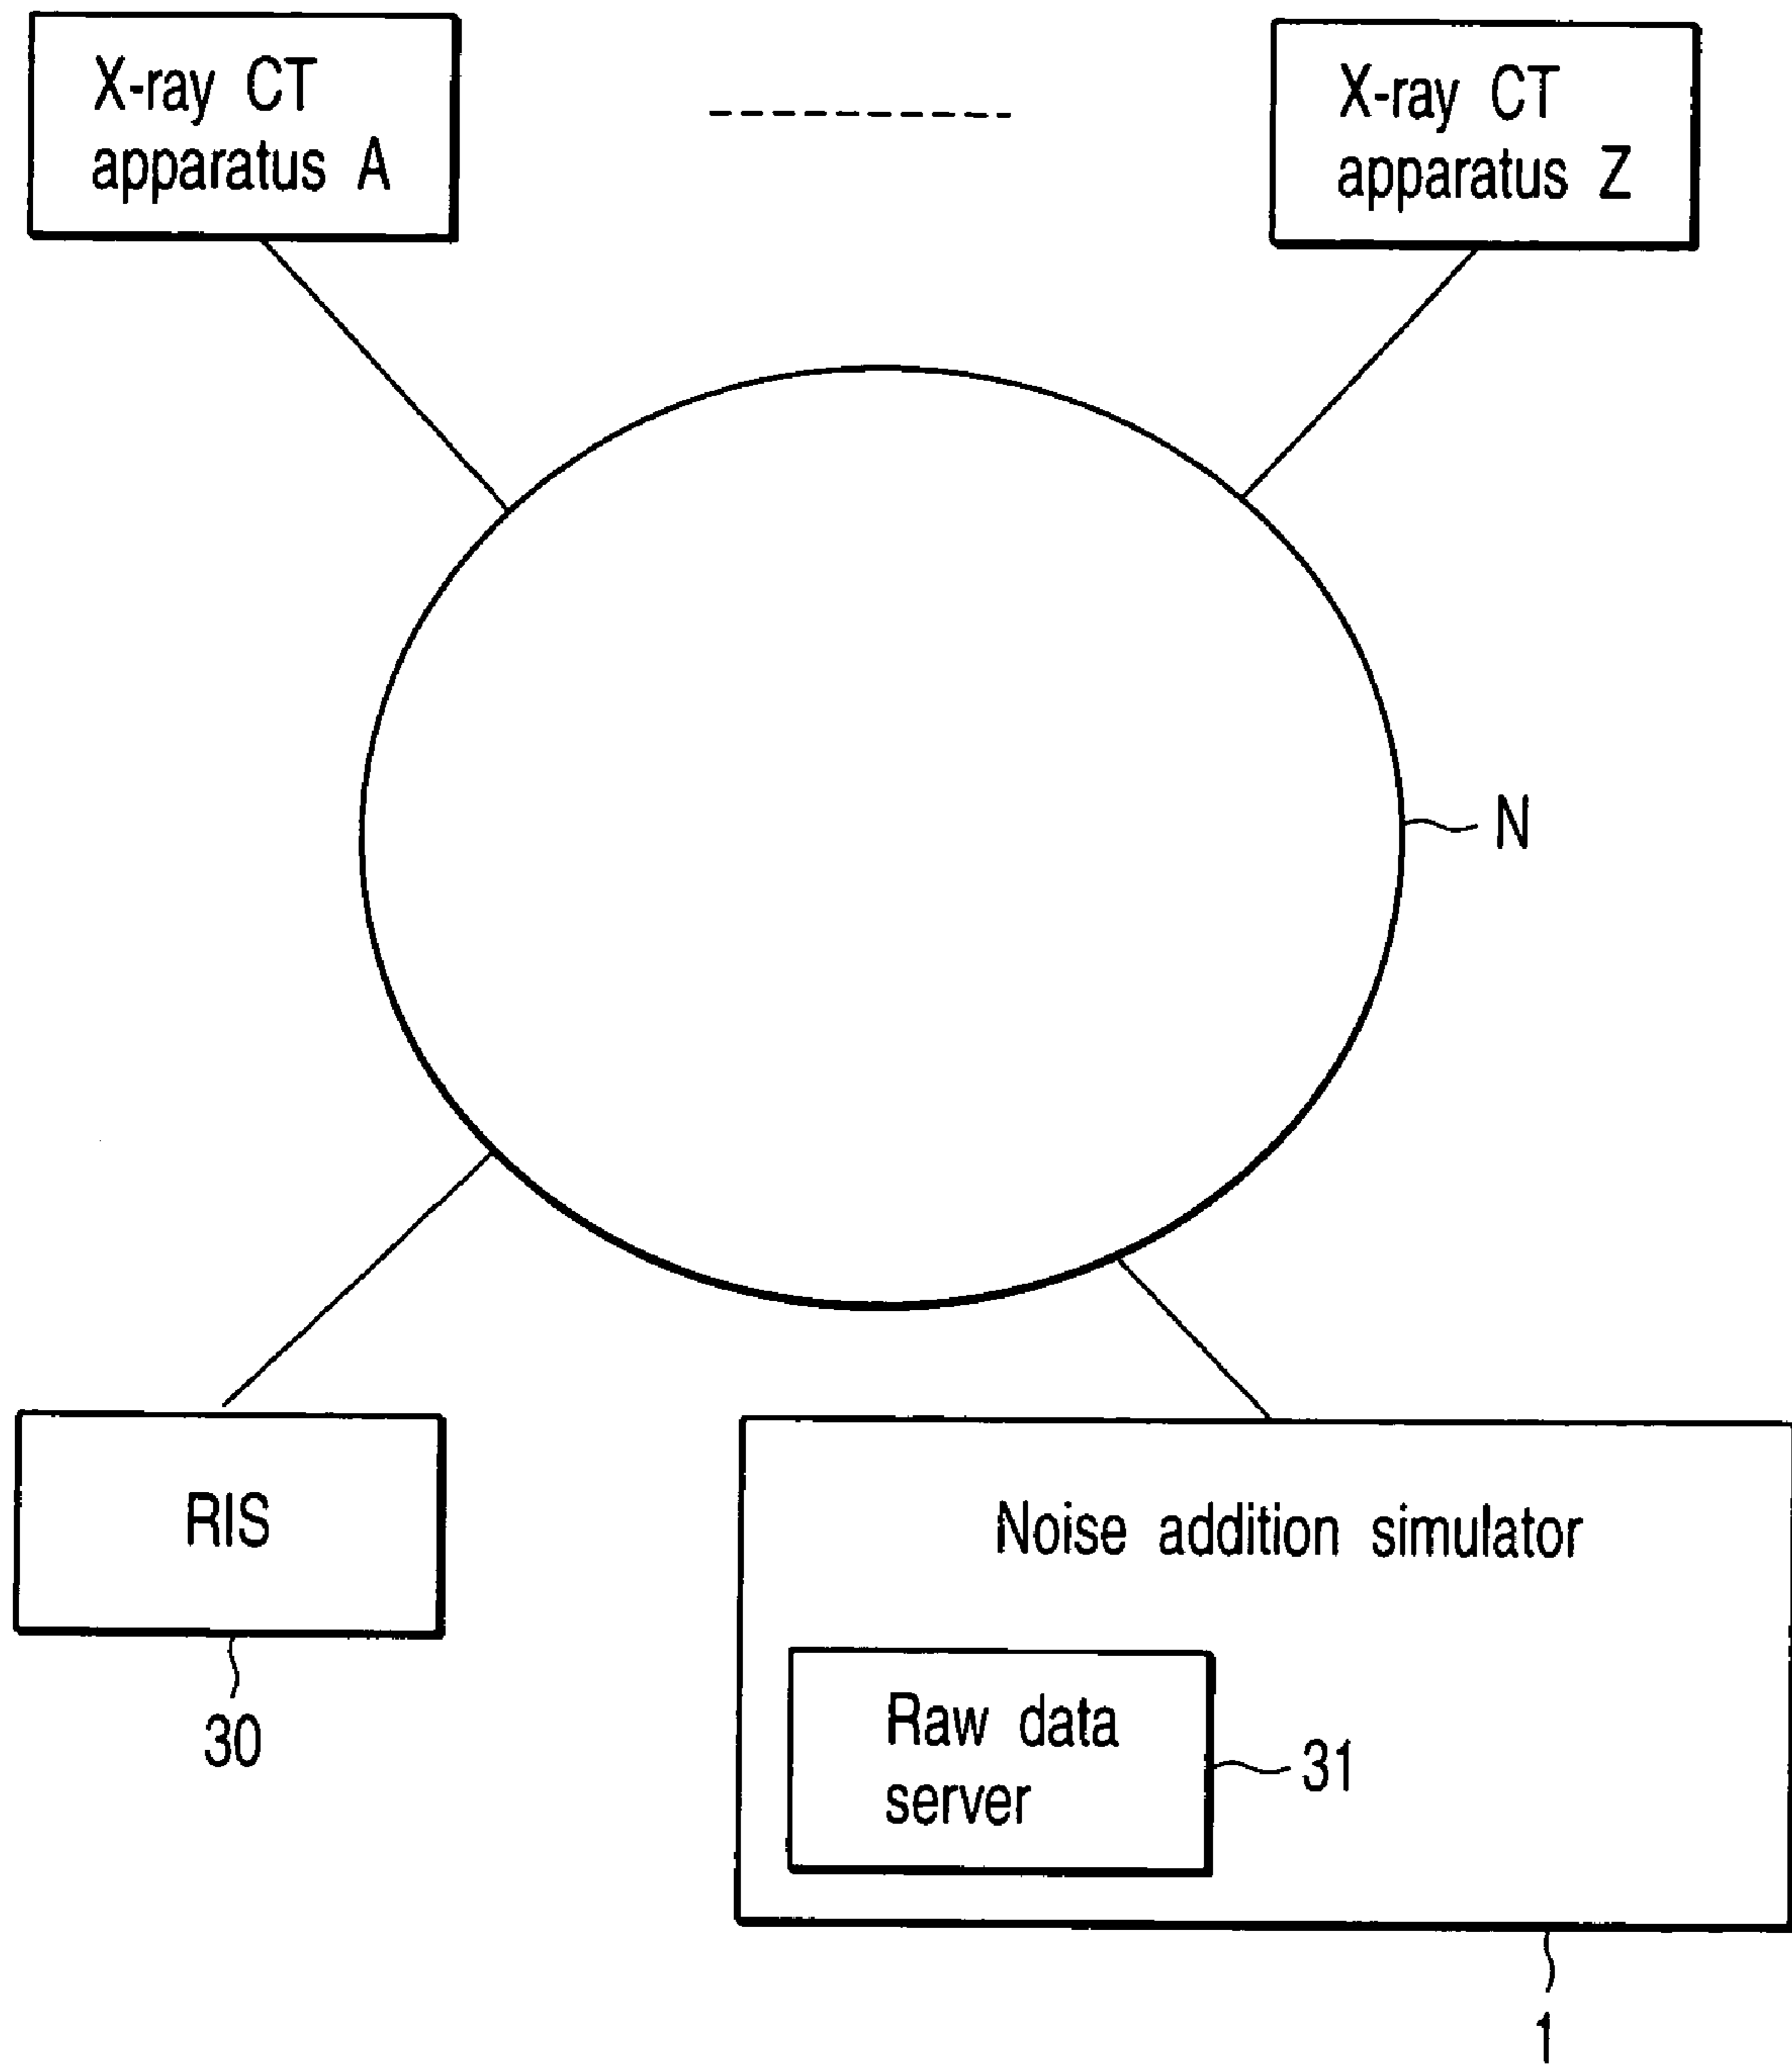 X-ray CT
apparatus A
X-ray CT
apparatus Z
N
RIS
30
Noise addition simulator
Raw data
server
31
1